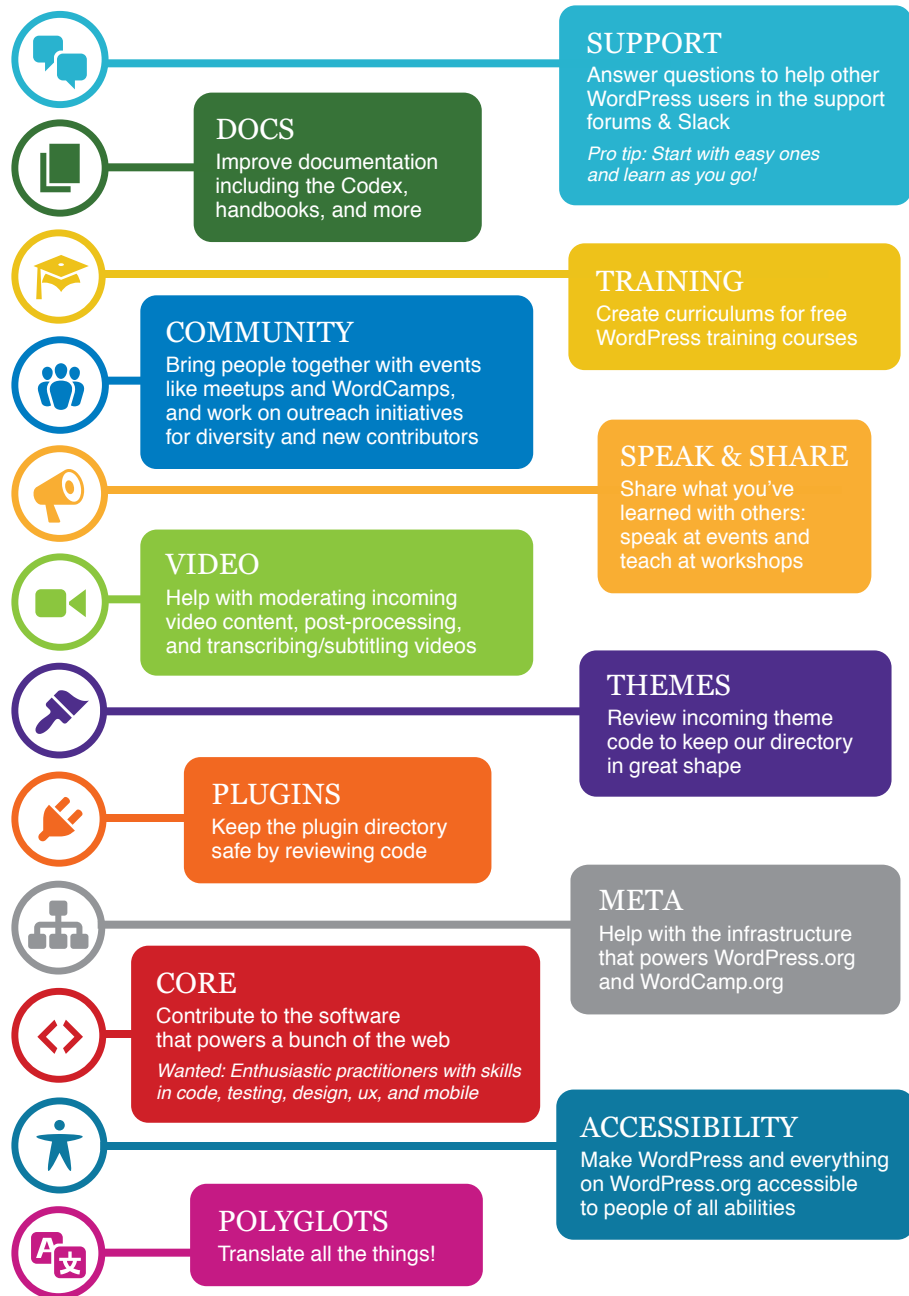 SUPPORT
Answer questions to help other
WordPress users in the support
forums & Slack
Pro tip: Start with easy ones
and learn as you go!
DOCS
Improve documentation
including the Codex,
handbooks, and more
TRAINING
Create curriculums for free
WordPress training courses
COMMUNITY
Bring people together with events
like meetups and WordCamps,
and work on outreach initiatives
for diversity and new contributors
SPEAK & SHARE
Share what you’ve
learned with others:
speak at events and
teach at workshops
VIDEO
Help with moderating incoming
video content, post-processing,
and transcribing/subtitling videos
THEMES
Review incoming theme
code to keep our directory
in great shape
PLUGINS
Keep the plugin directory
safe by reviewing code
META
Help with the infrastructure
that powers WordPress.org
and WordCamp.org
CORE
Contribute to the software
that powers a bunch of the web
Wanted: Enthusiastic practitioners with skills
in code, testing, design, ux, and mobile
ACCESSIBILITY
Make WordPress and everything
on WordPress.org accessible
to people of all abilities
A 文
POLYGLOTS
Translate all the things!